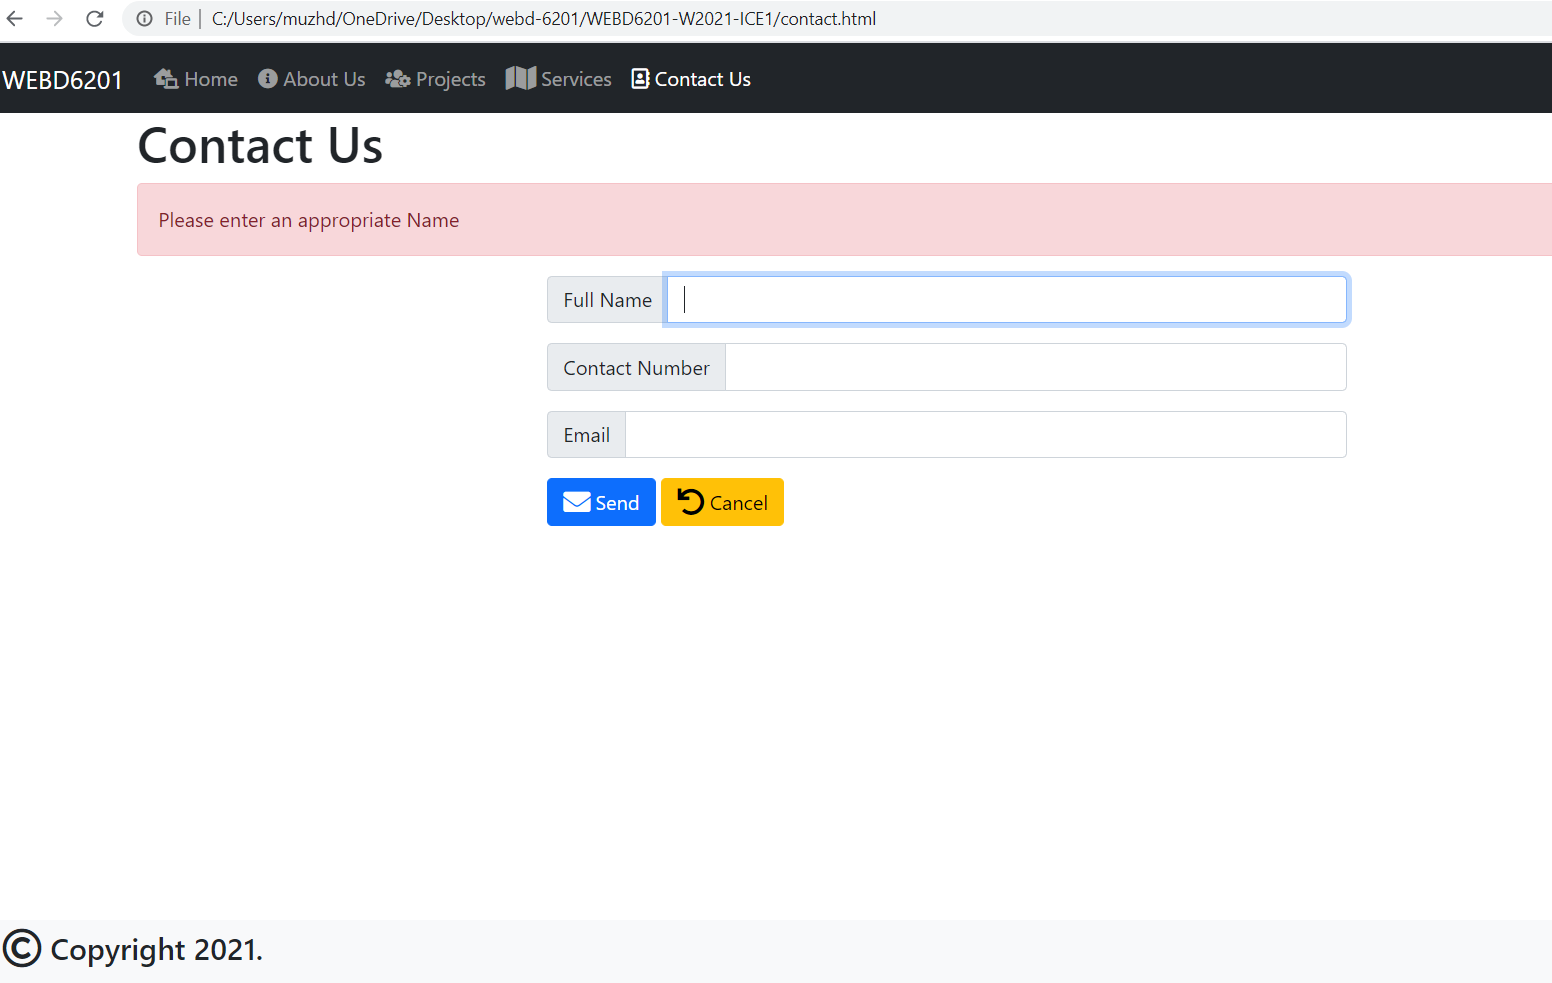 File | C:/Users/muzhd/OneDrive/Desktop/webd-6201/WEBD6201-W2021-ICE1/contact.html
WEBD6201 Home About Us Projects Services Contact Us
Contact Us
Please enter an appropriate Name
Full Name
Contact Number
Email
Send Cancel
© Copyright 2021.